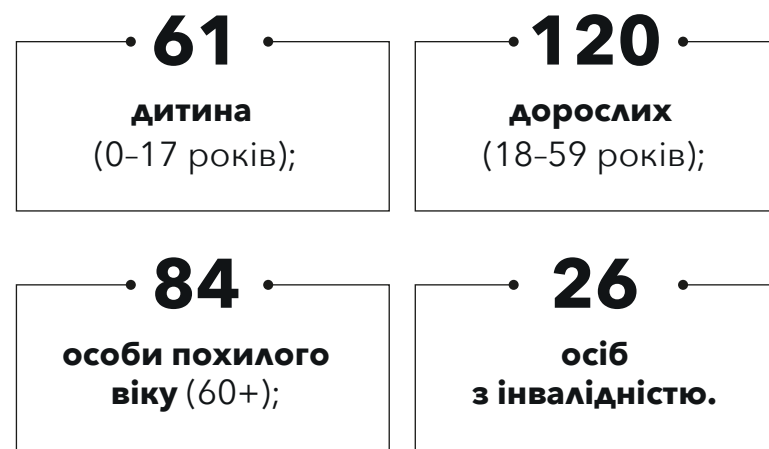 61
дитина
(0–17 років);
120
дорослих
(18–59 років);
84
особи похилого
віку (60+);
26
осіб
з інвалідністю.